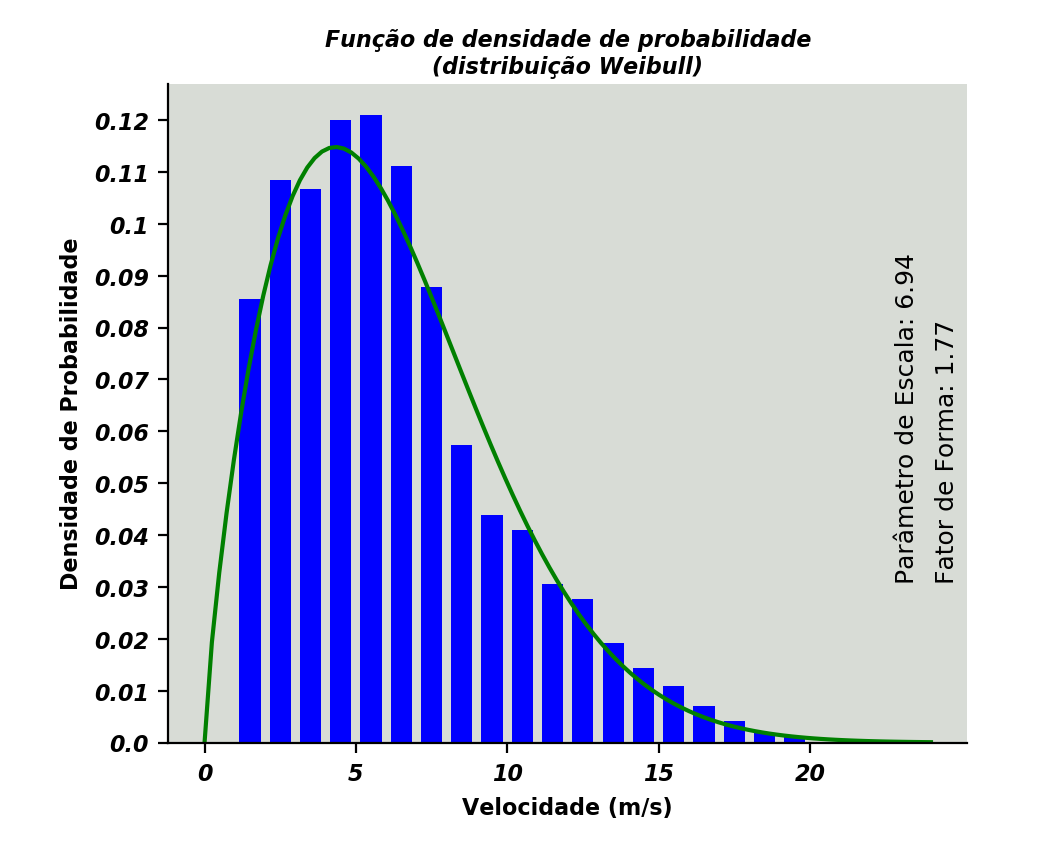 Função de densidade de probabilidade
(distribuição Weibull)
Densidade de Probabilidade
0.12
0.11
0.1
0.09
0.08
0.07
0.06
0.05
0.04
0.03
0.02
0.01
0.0
Parâmetro de Escala: 6.94
Fator de Forma: 1.77
0 5 10 15 20
Velocidade (m/s)